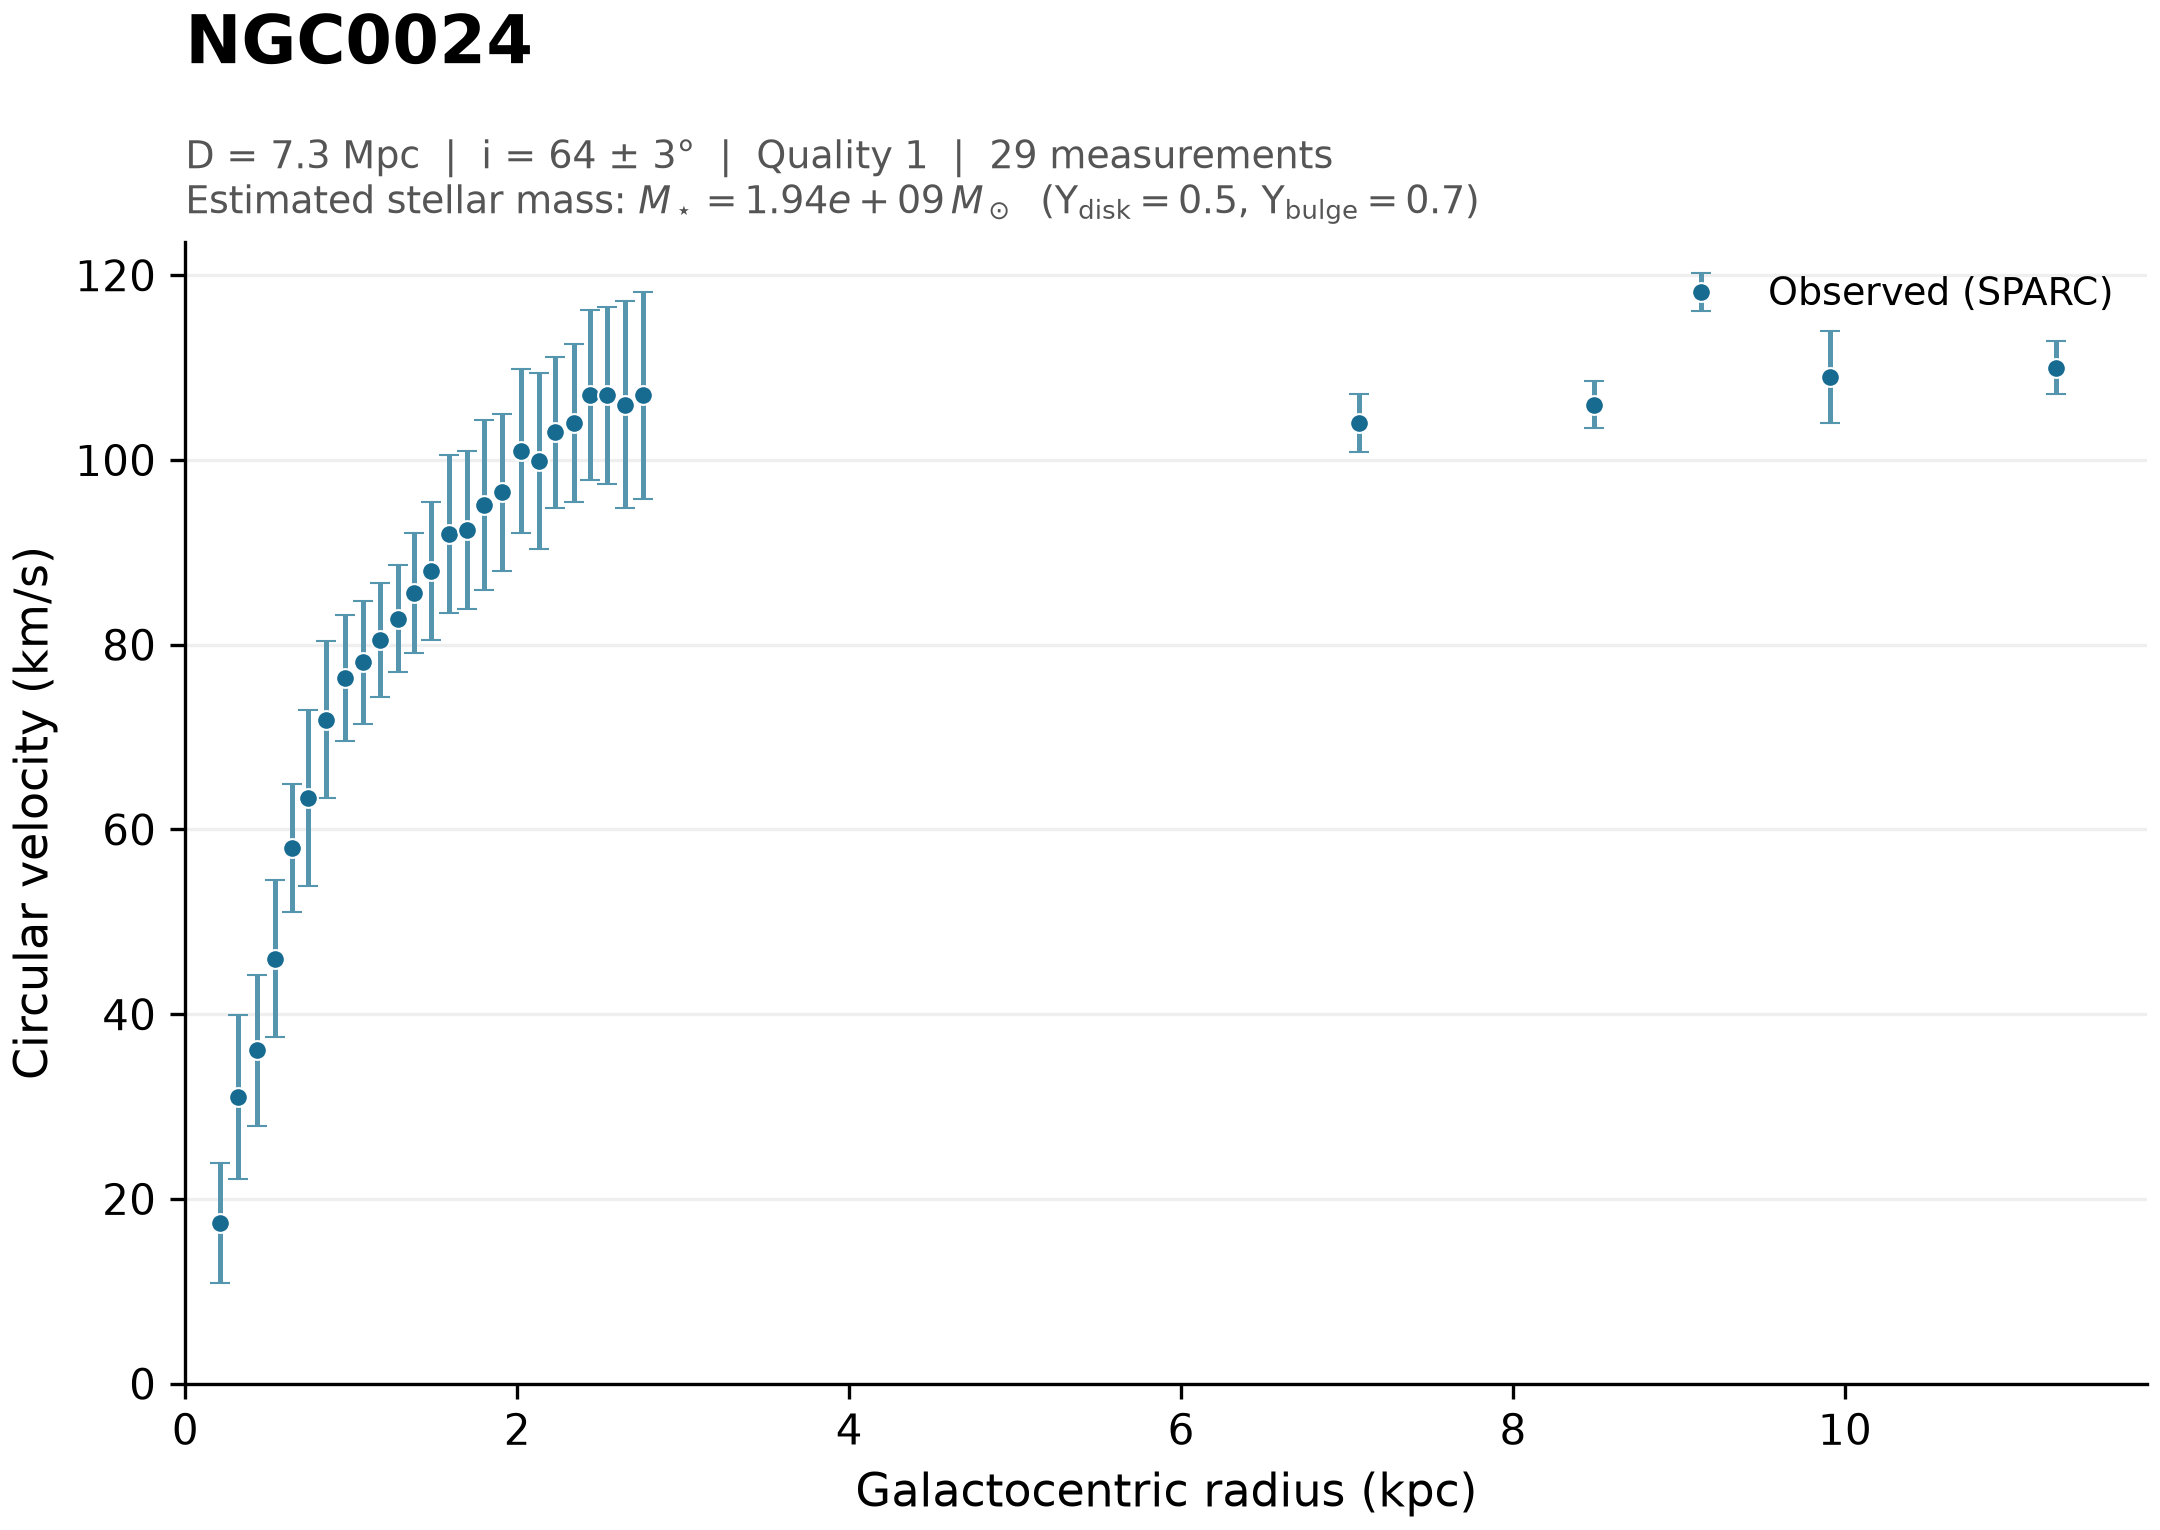 NGC0024
D = 7.3 Mpc | i = 64 ± 3° | Quality 1 | 29 measurements
Estimated stellar mass: M⋆ = 1.94e + 09 M⊙ (Υdisk = 0.5, Υbulge = 0.7)
Observed (SPARC)
Circular velocity (km/s)
120
100
80
60
40
20
0
0 2 4 6 8 10
Galactocentric radius (kpc)